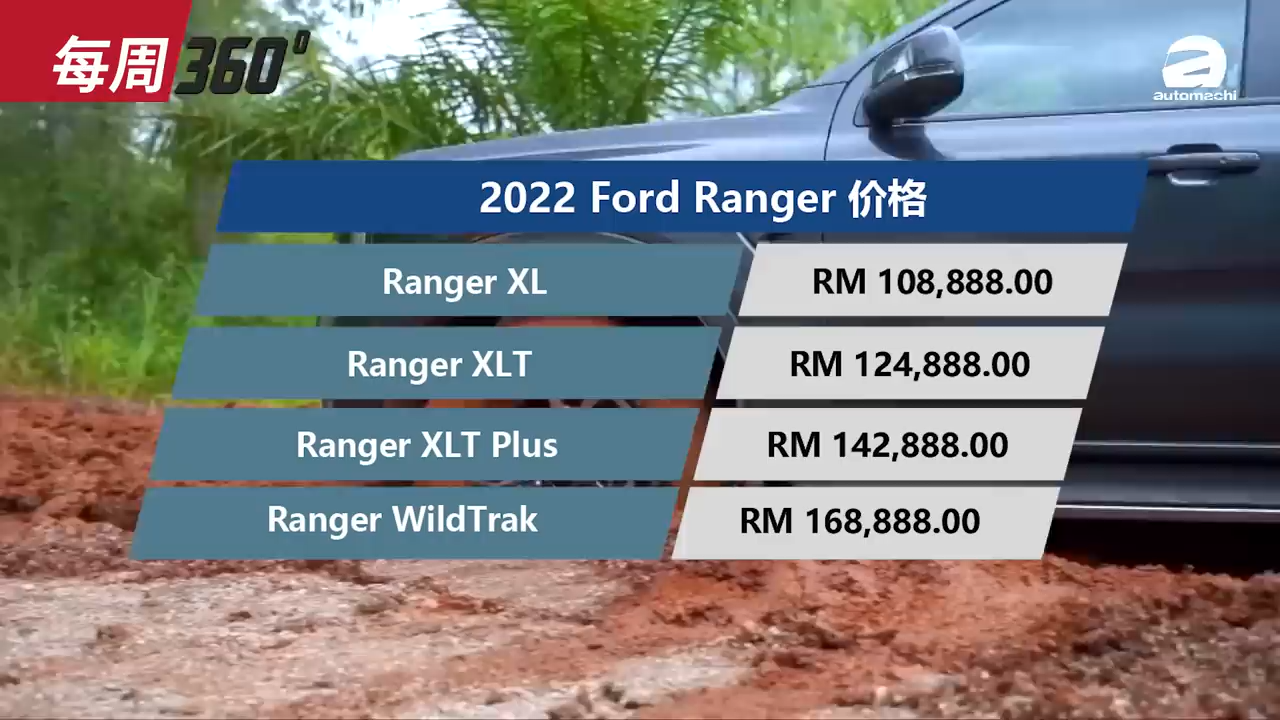 每周360°
automachi
2022 Ford Ranger 价格
Ranger XL RM 108,888.00
Ranger XLT RM 124,888.00
Ranger XLT Plus RM 142,888.00
Ranger WildTrak RM 168,888.00